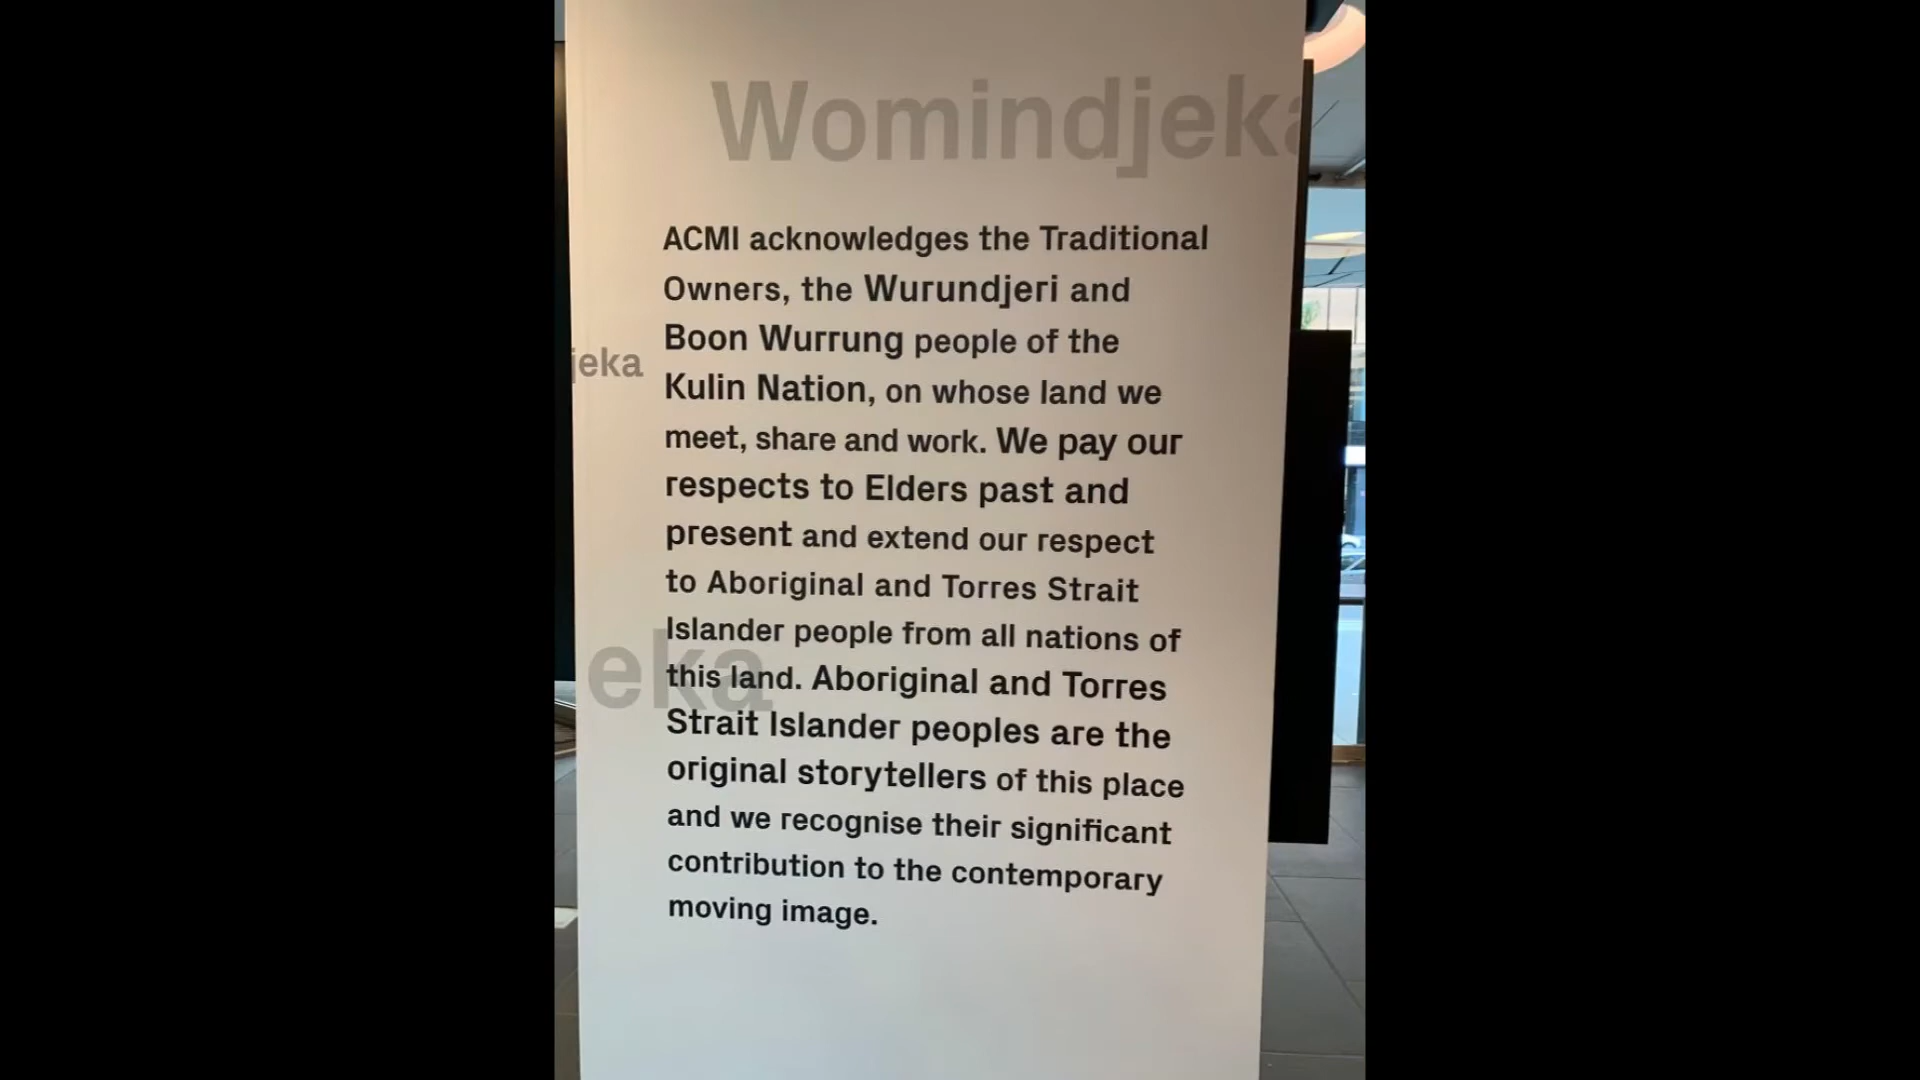 Womindjeka
ACMI acknowledges the Traditional
Owners, the Wurundjeri and
Boon Wurrung people of the
jeka
Kulin Nation, on whose land we
meet, share and work. We pay our
respects to Elders past and
present and extend our respect
to Aboriginal and Torres Strait
Islander people from all nations of
eka
this land. Aboriginal and Torres
Strait Islander peoples are the
original storytellers of this place
and we recognise their significant
contribution to the contemporary
moving image.